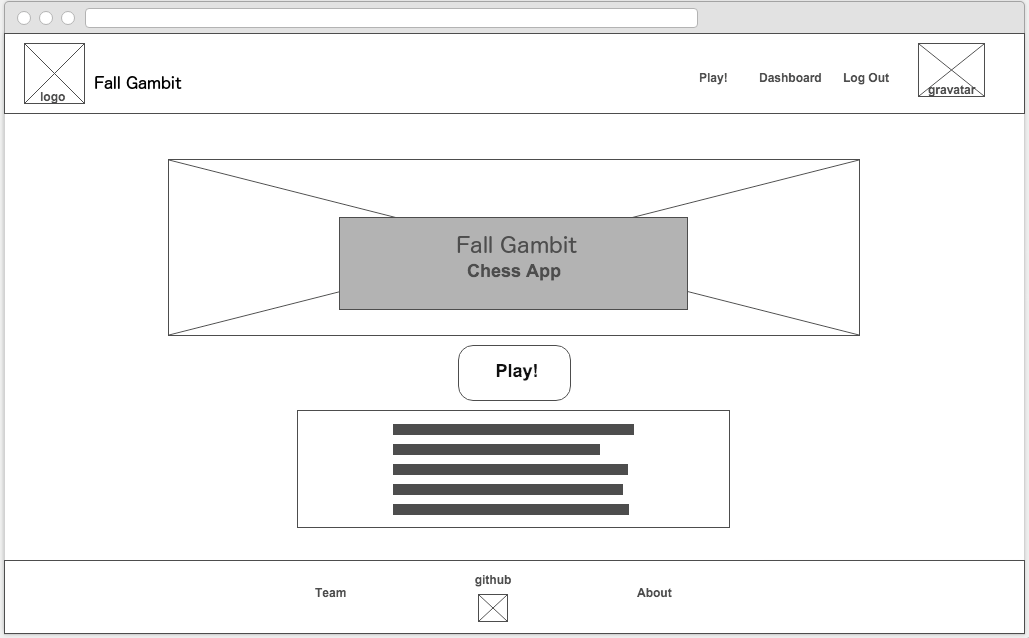 logo
Fall Gambit
Play!
Dashboard
Log Out
gravatar
Fall Gambit
Chess App
Play!
Team
github
About